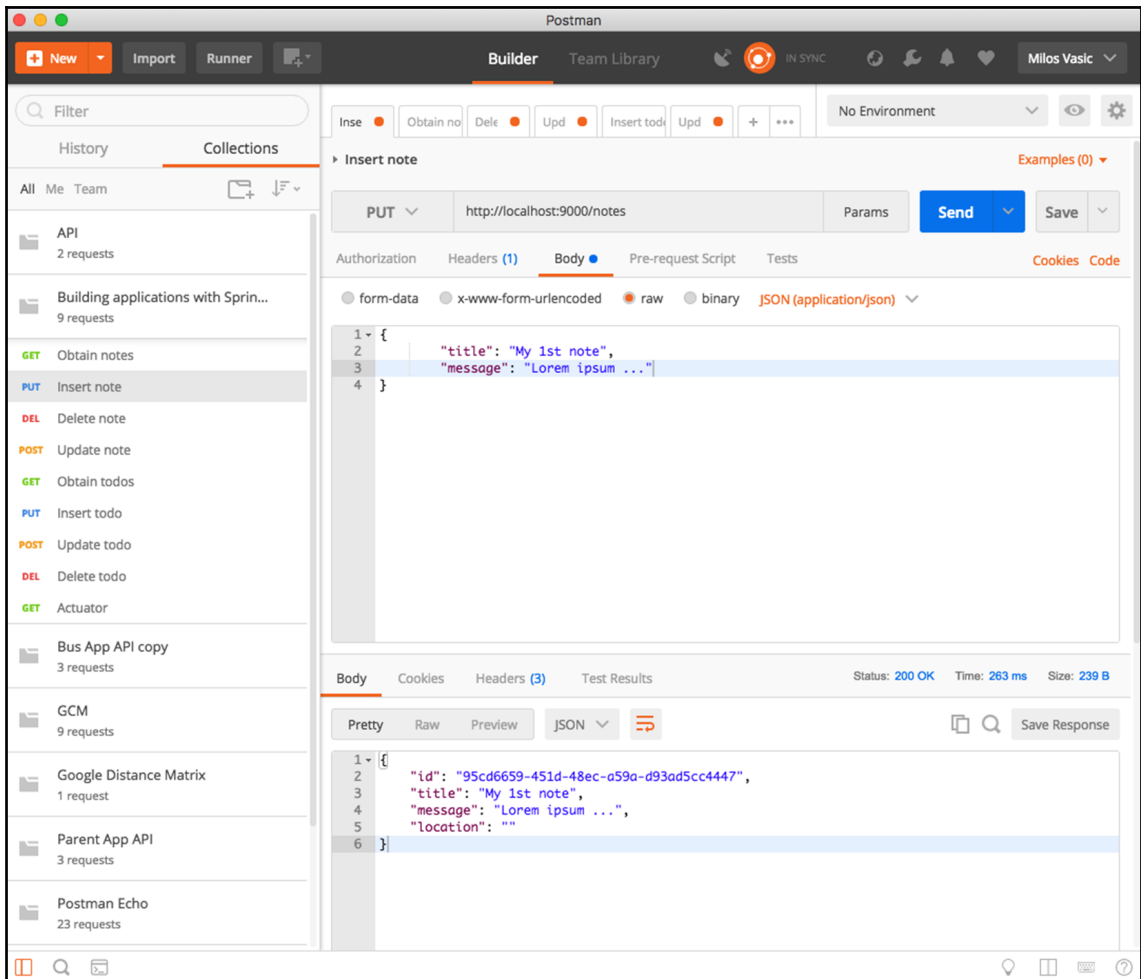 Postman
New
Import
Runner
Builder
Team Library
IN SYNC
Milos Vasic
Filter
History
Collections
All Me Team
API
2 requests
Building applications with Sprin...
9 requests
GET Obtain notes
PUT Insert note
DEL Delete note
POST Update note
GET Obtain todos
PUT Insert todo
POST Update todo
DEL Delete todo
GET Actuator
Bus App API copy
3 requests
GCM
9 requests
Google Distance Matrix
1 request
Parent App API
3 requests
Postman Echo
23 requests
Inse
Obtain no
Dele
Upd
Insert tod
Upd
+
•••
No Environment
Insert note
Examples (0)
PUT
http://localhost:9000/notes
Params
Send
Save
Authorization
Headers (1)
Body
Pre-request Script
Tests
Cookies Code
form-data
x-www-form-urlencoded
raw
binary
JSON (application/json)
1 {
2 "title": "My 1st note",
3 "message": "Lorem ipsum ..."
4 }
Body
Cookies
Headers (3)
Test Results
Status: 200 OK
Time: 263 ms
Size: 239 B
Pretty
Raw
Preview
JSON
Save Response
1 {
2 "id": "95cd6659-451d-48ec-a59a-d93ad5cc4447",
3 "title": "My 1st note",
4 "message": "Lorem ipsum ...",
5 "location": ""
6 }